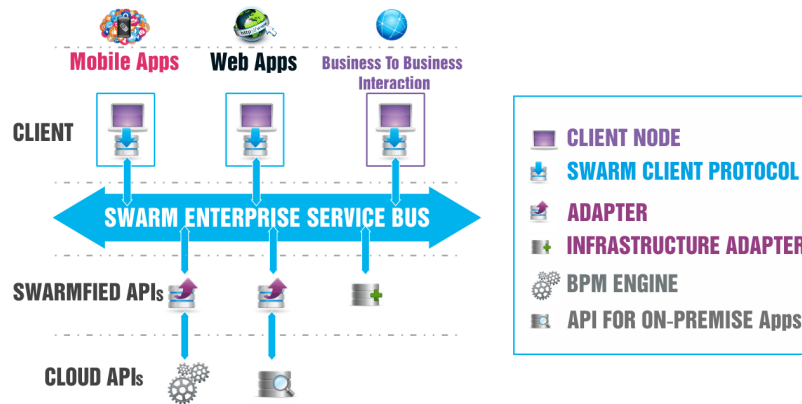 Mobile Apps
Web Apps
Business To Business
Interaction
CLIENT
SWARM ENTERPRISE SERVICE BUS
SWARMFIED APIs
CLOUD APIs
CLIENT NODE
SWARM CLIENT PROTOCOL
ADAPTER
INFRASTRUCTURE ADAPTER
BPM ENGINE
API FOR ON-PREMISE Apps